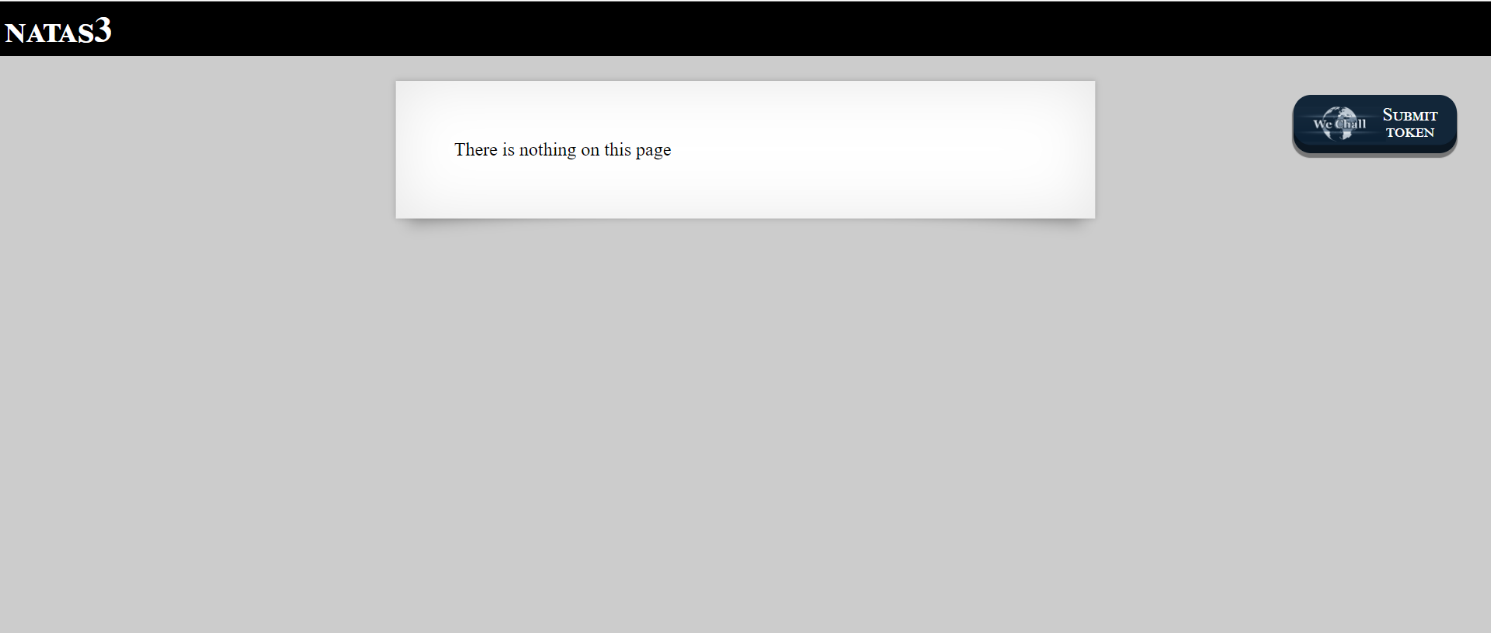 NATAS3
There is nothing on this page
We Chall
SUBMIT
TOKEN